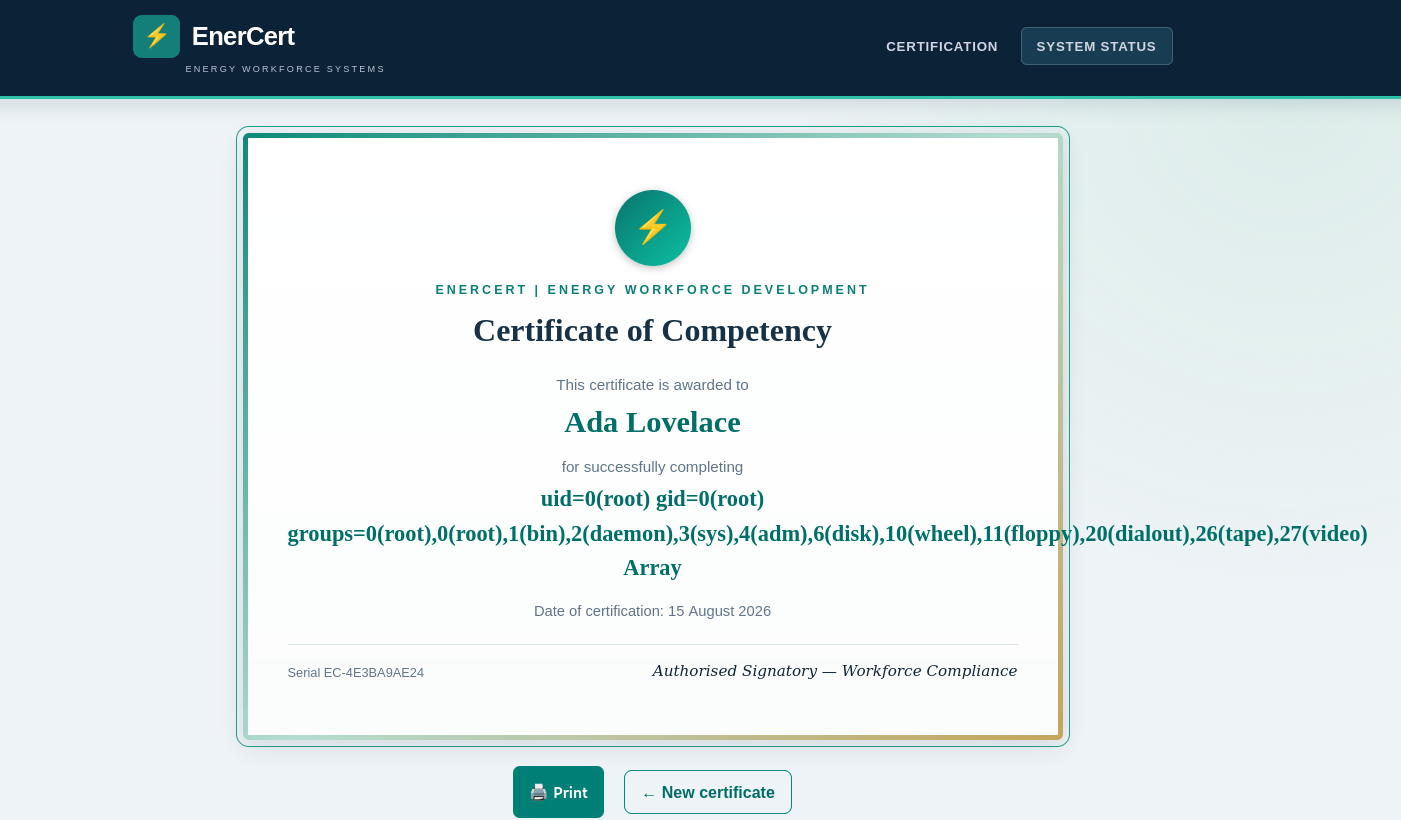 ⚡ EnerCert
ENERGY WORKFORCE SYSTEMS
CERTIFICATION
SYSTEM STATUS
ENERCERT | ENERGY WORKFORCE DEVELOPMENT
Certificate of Competency
This certificate is awarded to
Ada Lovelace
for successfully completing
uid=0(root) gid=0(root)
groups=0(root),0(root),1(bin),2(daemon),3(sys),4(adm),6(disk),10(wheel),11(floppy),20(dialout),26(tape),27(video)
Array
Date of certification: 15 August 2026
Serial EC-4E3BA9AE24
Authorised Signatory — Workforce Compliance
🖨️ Print
← New certificate